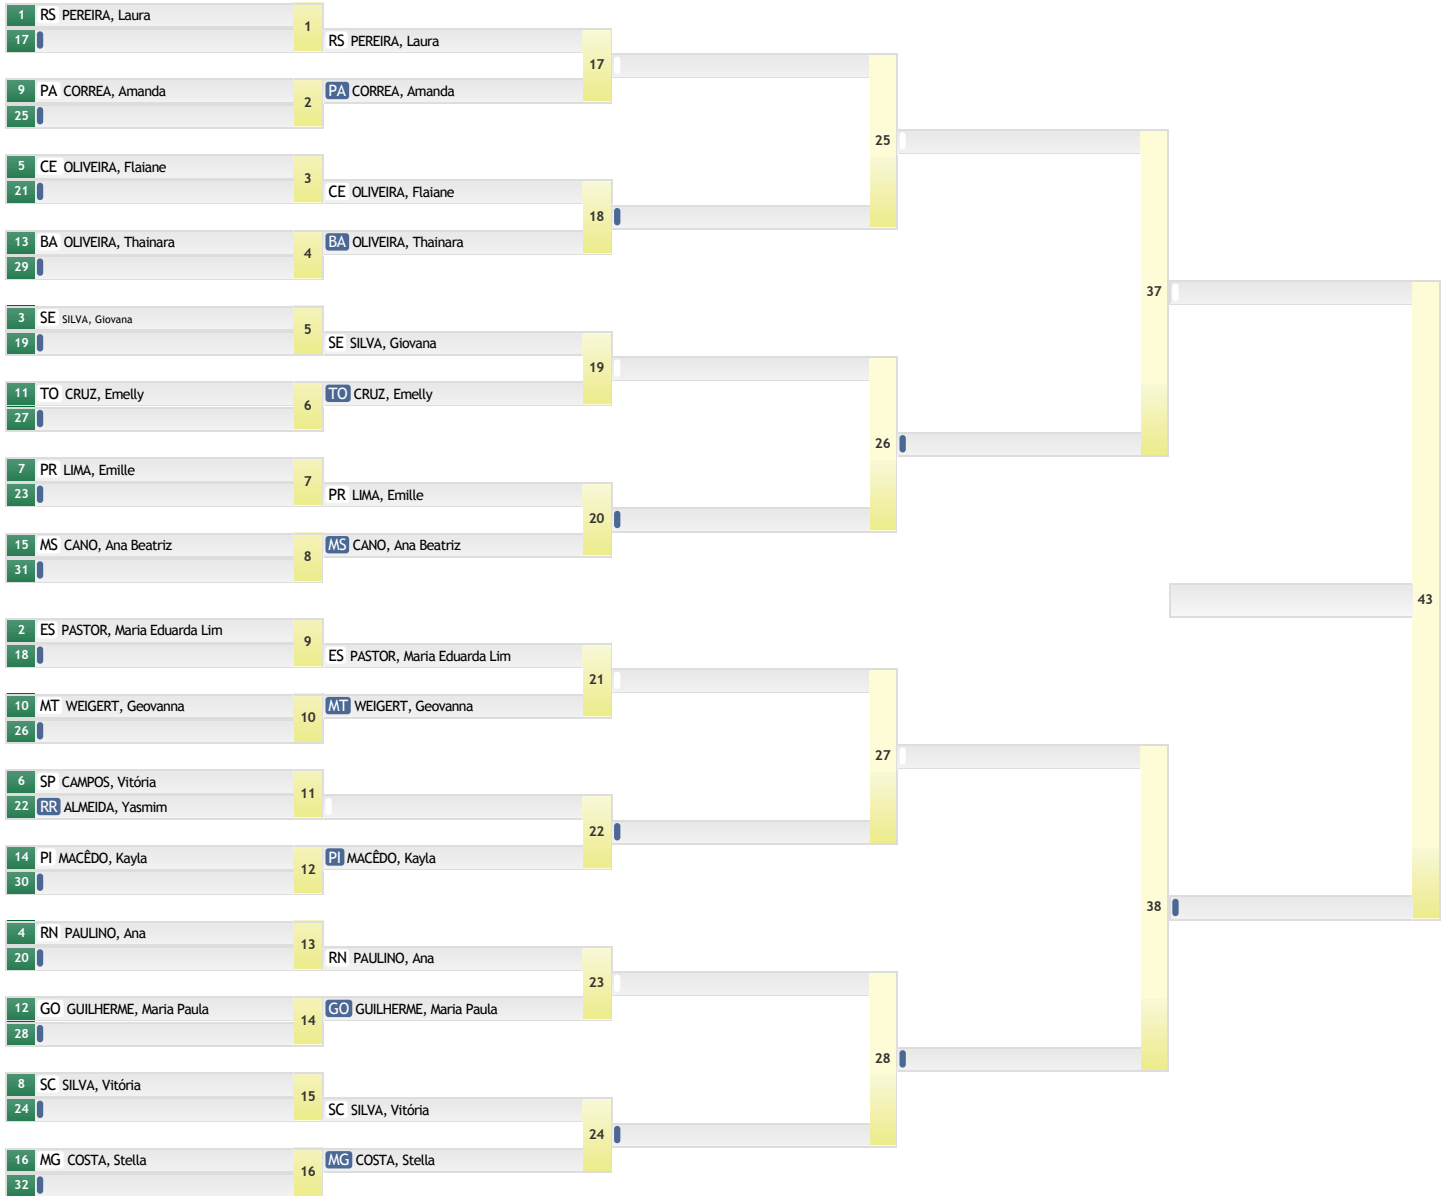 1 RS PEREIRA, Laura
1
17
RS PEREIRA, Laura
17
9 PA CORREA, Amanda
2
PA CORREA, Amanda
25
25
5 CE OLIVEIRA, Flaiane
3
21
CE OLIVEIRA, Flaiane
18
13 BA OLIVEIRA, Thainara
4
BA OLIVEIRA, Thainara
29
37
3 SE SILVA, Giovana
5
19
SE SILVA, Giovana
19
11 TO CRUZ, Emelly
6
TO CRUZ, Emelly
27
26
7 PR LIMA, Emille
7
23
PR LIMA, Emille
20
15 MS CANO, Ana Beatriz
8
MS CANO, Ana Beatriz
31
43
2 ES PASTOR, Maria Eduarda Lim
9
18
ES PASTOR, Maria Eduarda Lim
21
10 MT WEIGERT, Geovanna
10
MT WEIGERT, Geovanna
26
27
6 SP CAMPOS, Vitória
11
22 RR ALMEIDA, Yasmim
22
14 PI MACÊDO, Kayla
12
PI MACÊDO, Kayla
30
38
4 RN PAULINO, Ana
13
20
RN PAULINO, Ana
23
12 GO GUILHERME, Maria Paula
14
GO GUILHERME, Maria Paula
28
28
8 SC SILVA, Vitória
15
24
SC SILVA, Vitória
24
16 MG COSTA, Stella
16
MG COSTA, Stella
32